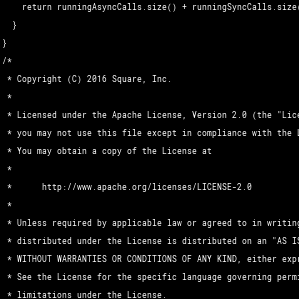 return runningAsyncCalls.size() + runningSyncCalls.size(
}
}
/*
* Copyright (C) 2016 Square, Inc.
*
* Licensed under the Apache License, Version 2.0 (the "Lice
* you may not use this file except in compliance with the L
* You may obtain a copy of the License at
*
* http://www.apache.org/licenses/LICENSE-2.0
*
* Unless required by applicable law or agreed to in writing
* distributed under the License is distributed on an "AS IS
* WITHOUT WARRANTIES OR CONDITIONS OF ANY KIND, either expr
* See the License for the specific language governing permi
* limitations under the License.